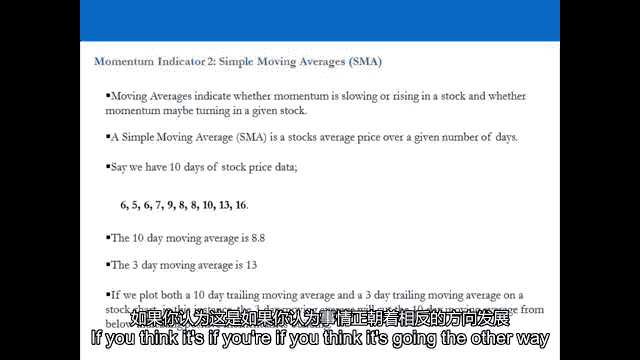 Momentum Indicator 2: Simple Moving Averages (SMA)
▪Moving Averages indicate whether momentum is slowing or rising in a stock and whether
momentum maybe turning in a given stock.
▪A Simple Moving Average (SMA) is a stocks average price over a given number of days.
▪Say we have 10 days of stock price data;
6, 5, 6, 7, 9, 8, 8, 10, 13, 16.
▪The 10 day moving average is 8.8
▪The 3 day moving average is 13
▪If we plot both a 10 day trailing moving average and a 3 day trailing moving average on a
stock from
below
如果你认为这是如果你认为事情正朝着相反的方向发展
If you think it's if you're if you think it's going the other way